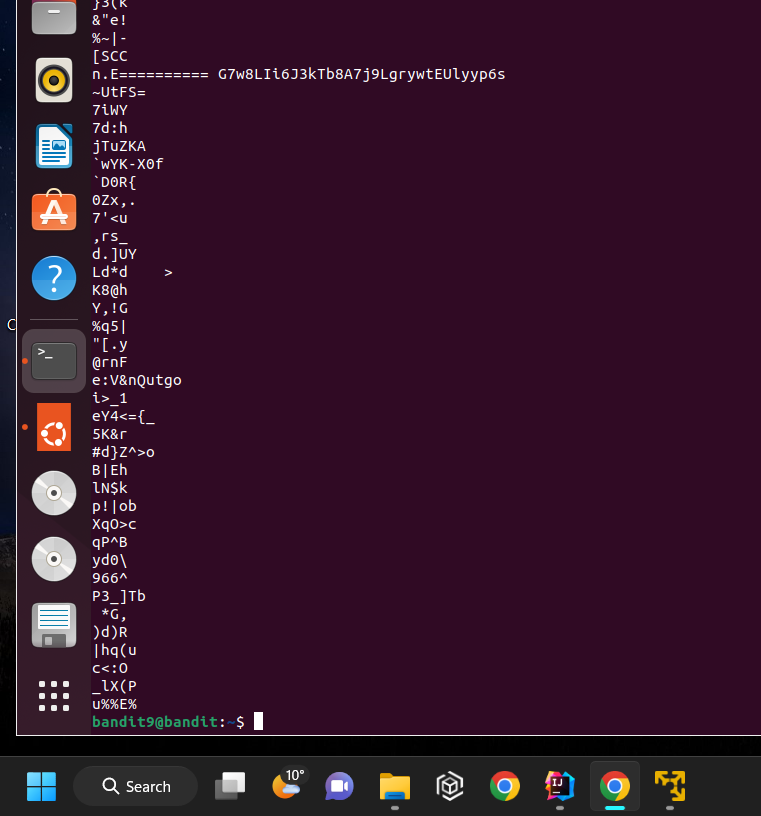 }3(k
&"e!
%~|-
[SCC
n.E========== G7w8LIi6J3kTb8A7j9LgrywtEUlyyp6s
~UtFS=
7iWY
7d:h
jTuZKA
`wYK-X0f
`D0R{
0Zx,.
7'<u
,rs_
d.]UY
Ld*d    >
K8@h
Y,!G
%q5|
"[.y
@rnF
e:V&nQutgo
i>_1
eY4<={_
5K&r
#d}Z^>o
B|Eh
lN$k
p!|ob
XqO>c
qP^B
yd0\
966^
P3_]Tb
 *G,
)d)R
|hq(u
c<:O
_lX(P
u%%E%
bandit9@bandit:~$
Search
10°